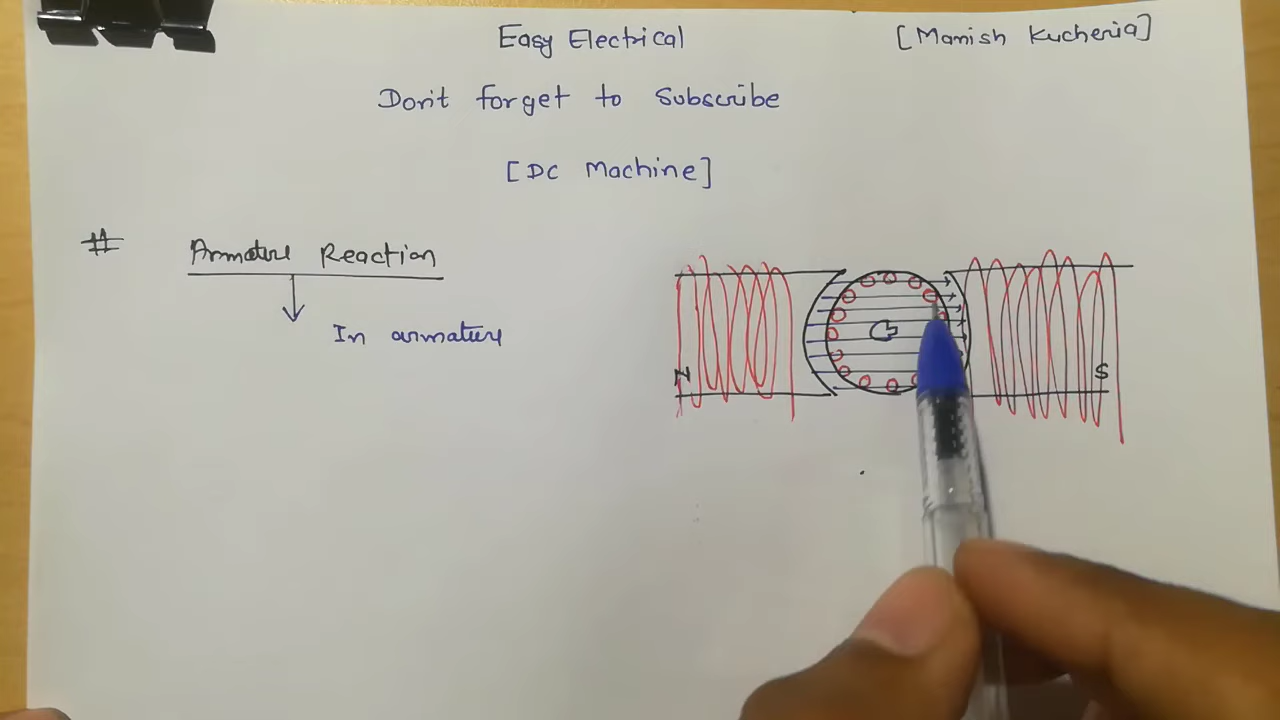 Easy Electrical [Manish Kucheria]
Don't forget to Subscribe
[DC Machine]
# Armature Reaction
In armature
N G S